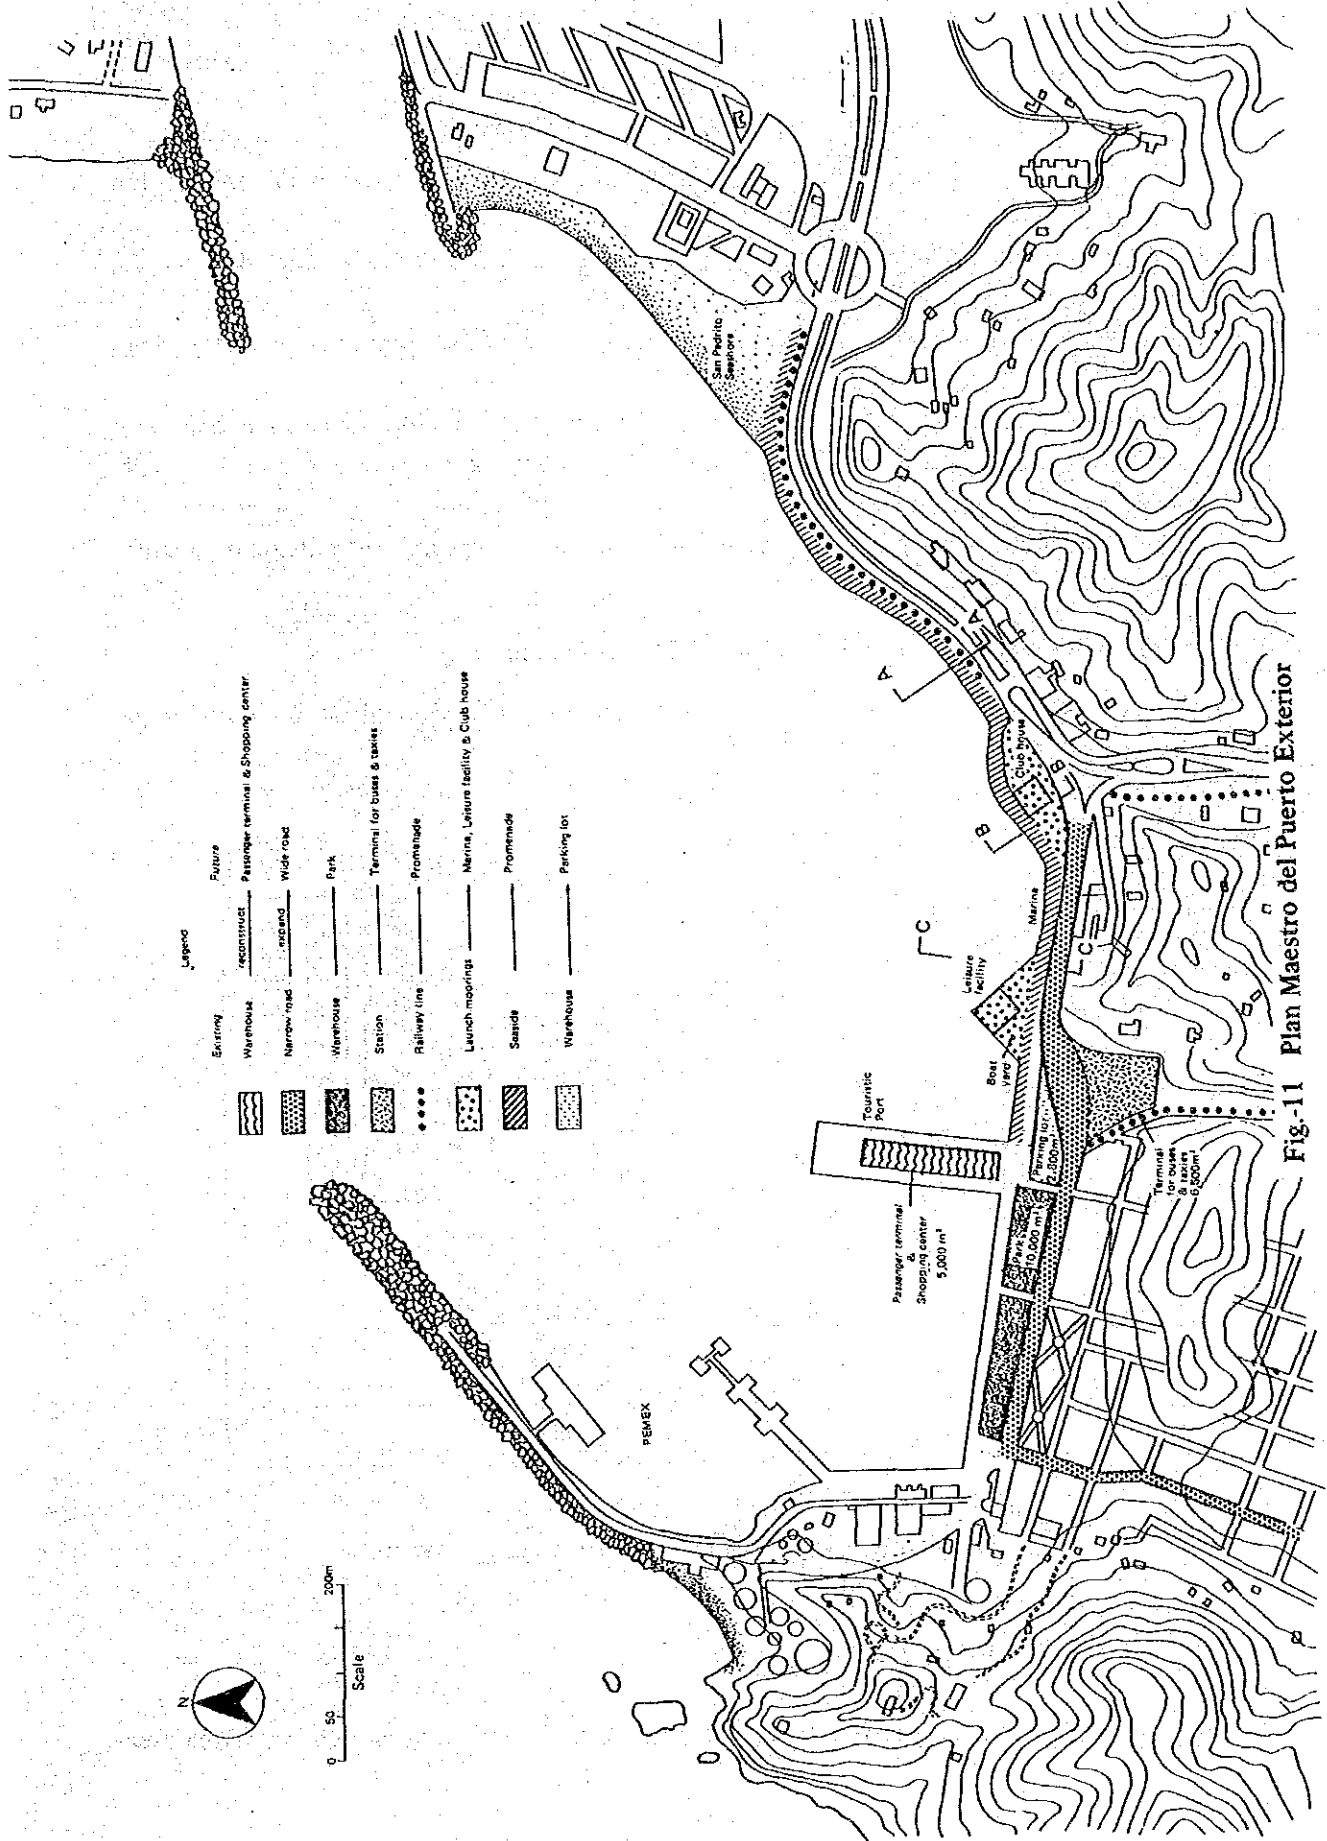 Legend
Existing Future
Warehouse reconstruct Passenger terminal & Shopping center
Narrow road expand Wide road
Warehouse Park
Station Terminal for buses & taxies
Railway line Promenade
Launch moorings Marina, Leisure facility & Club house
Seaside Promenade
Warehouse Parking lot
N
0 50 200m
Scale
PEMEX
Passenger terminal
&
Shopping center
5,000 m²
Touristic
Port
Boat
yard
Leisure
facility
Marina
Club house
San Pedrito
Seashore
A
A'
B
B'
C
C'
Park
10,000 m²
Parking lot
Terminal
for buses
& taxies
6,500m²
Fig.-11 Plan Maestro del Puerto Exterior